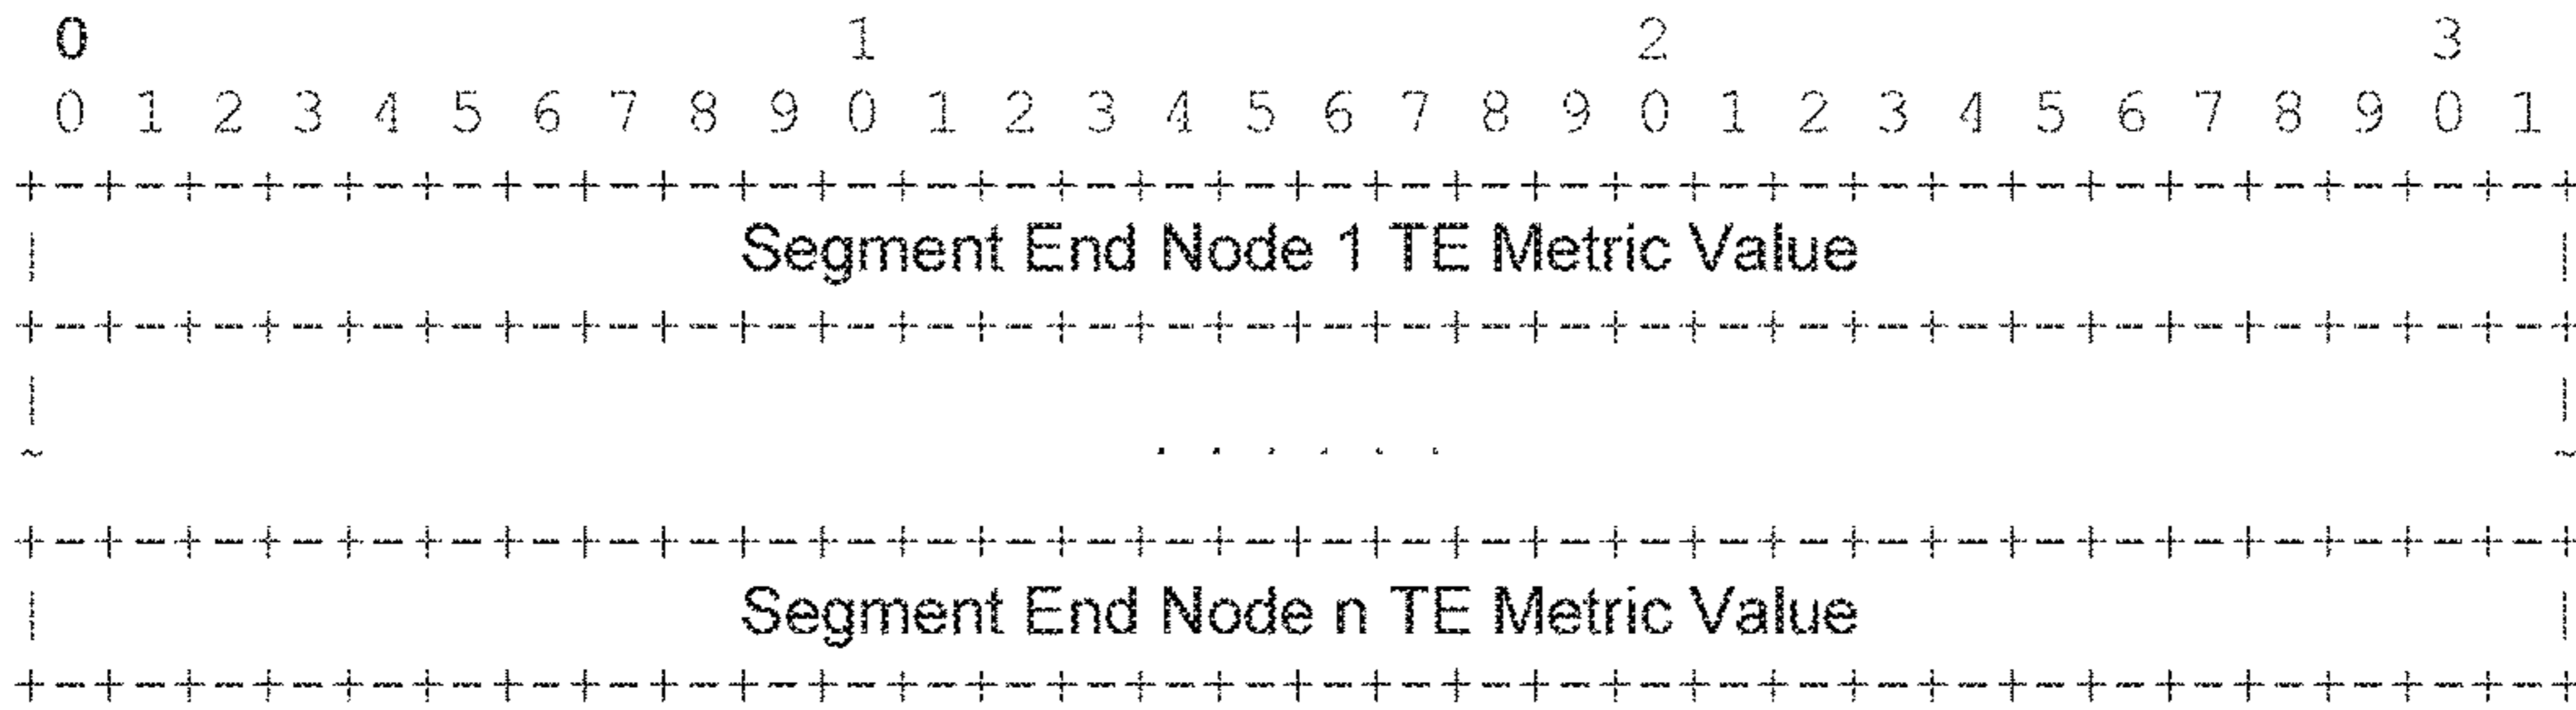 0 1 2 3
0 1 2 3 4 5 6 7 8 9 0 1 2 3 4 5 6 7 8 9 0 1 2 3 4 5 6 7 8 9 0 1
+-+-+-+-+-+-+-+-+-+-+-+-+-+-+-+-+-+-+-+-+-+-+-+-+-+-+-+-+-+-+-+-+
| Segment End Node 1 TE Metric Value |
+-+-+-+-+-+-+-+-+-+-+-+-+-+-+-+-+-+-+-+-+-+-+-+-+-+-+-+-+-+-+-+-+
| |
~ . . . . . . ~
+-+-+-+-+-+-+-+-+-+-+-+-+-+-+-+-+-+-+-+-+-+-+-+-+-+-+-+-+-+-+-+-+
| Segment End Node n TE Metric Value |
+-+-+-+-+-+-+-+-+-+-+-+-+-+-+-+-+-+-+-+-+-+-+-+-+-+-+-+-+-+-+-+-+